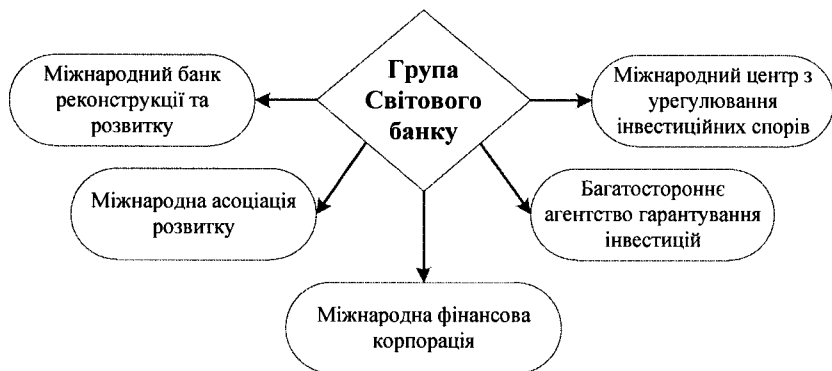 Група
Світового
банку
Міжнародний банк
реконструкції та
розвитку
Міжнародний центр з
урегулювання
інвестиційних спорів
Міжнародна асоціація
розвитку
Багатостороннє
агентство гарантування
інвестицій
Міжнародна фінансова
корпорація